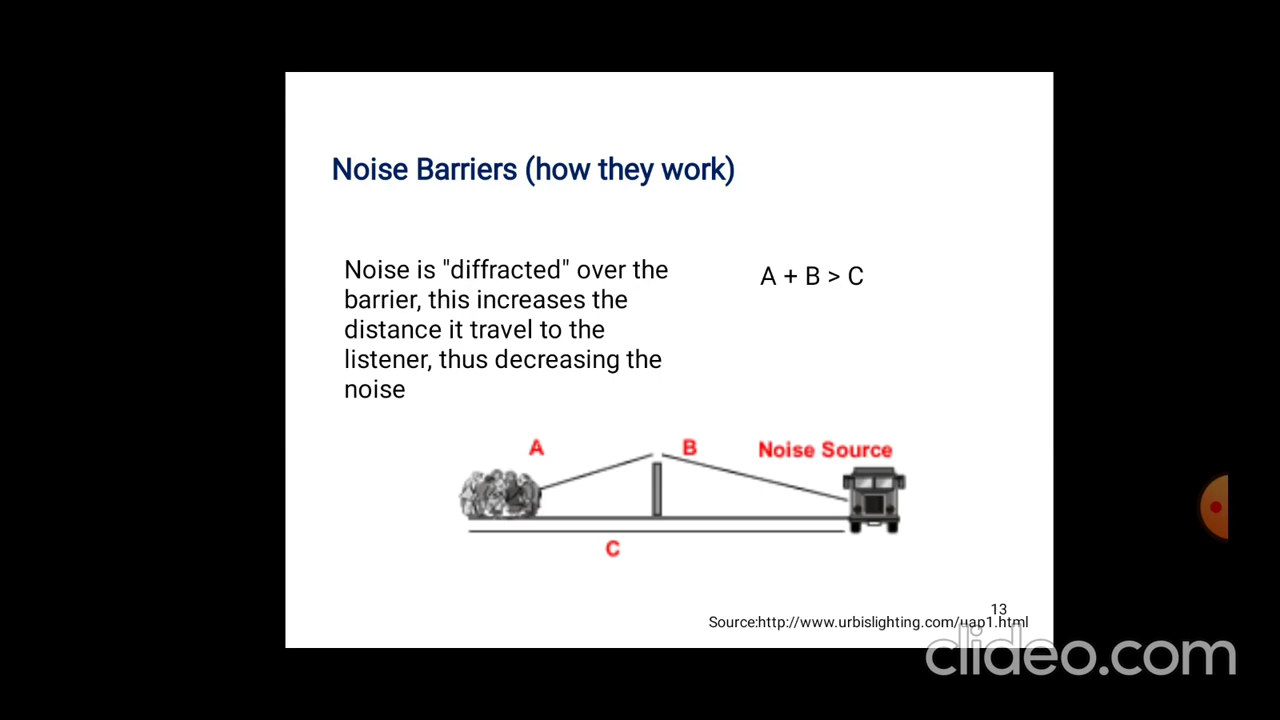 Noise Barriers (how they work)
Noise is "diffracted" over the
barrier, this increases the
distance it travel to the
listener, thus decreasing the
noise
A + B > C
A
B
Noise Source
C
13
Source:http://www.urbislighting.com/uap1.html
clideo.com